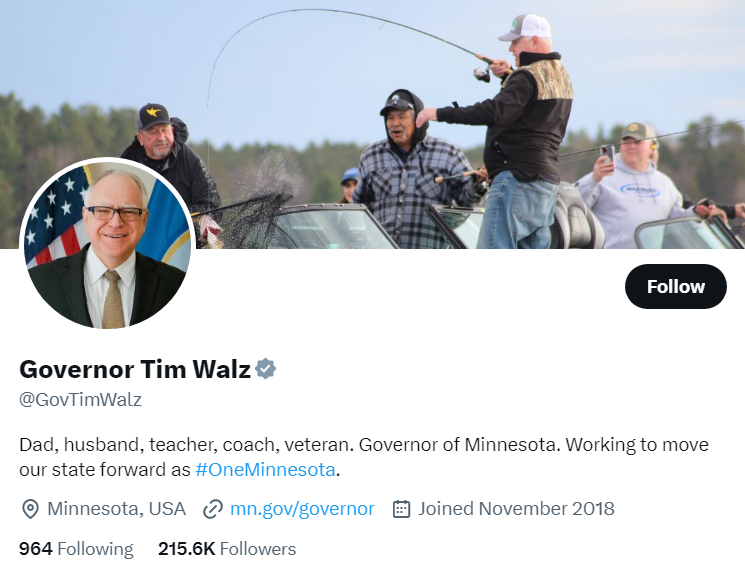 Follow
Governor Tim Walz
@GovTimWalz
Dad, husband, teacher, coach, veteran. Governor of Minnesota. Working to move
our state forward as #OneMinnesota.
Minnesota, USA mn.gov/governor Joined November 2018
964 Following 215.6K Followers